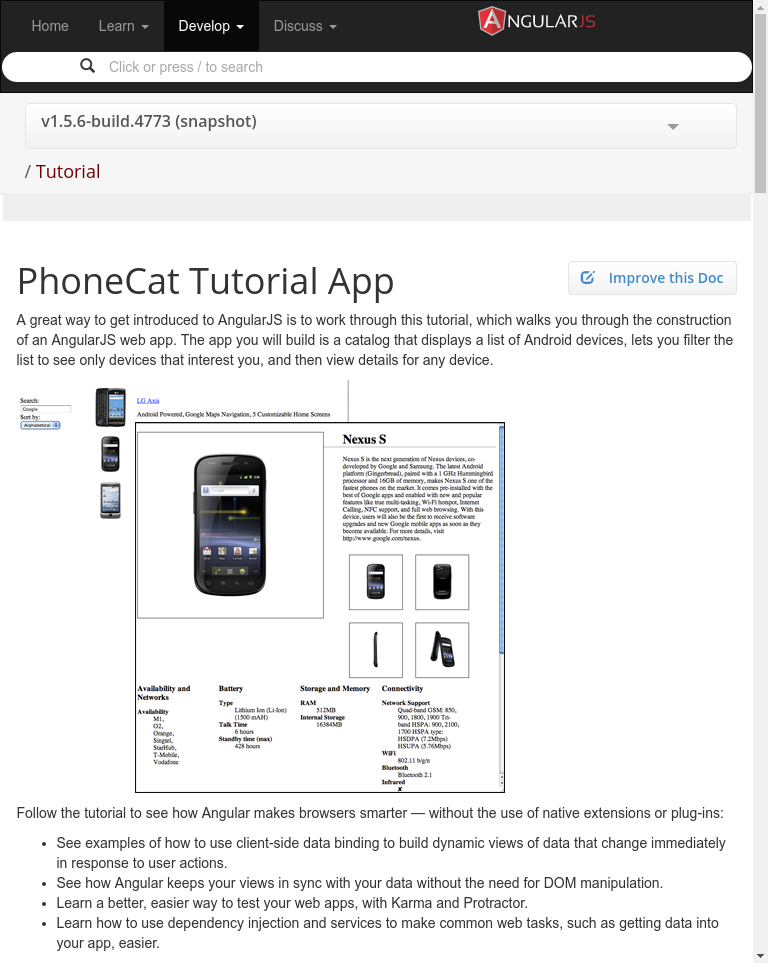 Home Learn Develop Discuss ANGULARJS
Click or press / to search
v1.5.6-build.4773 (snapshot)
/ Tutorial
PhoneCat Tutorial App
Improve this Doc
A great way to get introduced to AngularJS is to work through this tutorial, which walks you through the construction
of an AngularJS web app. The app you will build is a catalog that displays a list of Android devices, lets you filter the
list to see only devices that interest you, and then view details for any device.
Search:
Google
Sort by:
Alphabetical
LG Axis
Android Powered, Google Maps Navigation, 5 Customizable Home Screens
Nexus S
Nexus S is the next generation of Nexus devices, co-
developed by Google and Samsung. The latest Android
platform (Gingerbread), paired with a 1 GHz Hummingbird
processor and 16GB of memory, makes Nexus S one of the
fastest phones on the market. It comes pre-installed with the
best of Google apps and enabled with new and popular
features like true multi-tasking, Wi-Fi hotspot, Internet
Calling, NFC support, and full web browsing. With this
device, users will also be the first to receive software
upgrades and new Google mobile apps as soon as they
become available. For more details, visit
http://www.google.com/nexus.
Availability and
Networks
Availability
M1,
O2,
Orange,
Singtel,
StarHub,
T-Mobile,
Vodafone
Battery
Type
Lithium Ion (Li-Ion)
(1500 mAH)
Talk Time
6 hours
Standby time (max)
428 hours
Storage and Memory
RAM
512MB
Internal Storage
16384MB
Connectivity
Network Support
Quad-band GSM: 850,
900, 1800, 1900 Tri-
band HSPA: 900, 2100,
1700 HSPA type:
HSDPA (7.2Mbps)
HSUPA (5.76Mbps)
WiFi
802.11 b/g/n
Bluetooth
Bluetooth 2.1
Infrared
✘
Follow the tutorial to see how Angular makes browsers smarter — without the use of native extensions or plug-ins:
• See examples of how to use client-side data binding to build dynamic views of data that change immediately
in response to user actions.
• See how Angular keeps your views in sync with your data without the need for DOM manipulation.
• Learn a better, easier way to test your web apps, with Karma and Protractor.
• Learn how to use dependency injection and services to make common web tasks, such as getting data into
your app, easier.